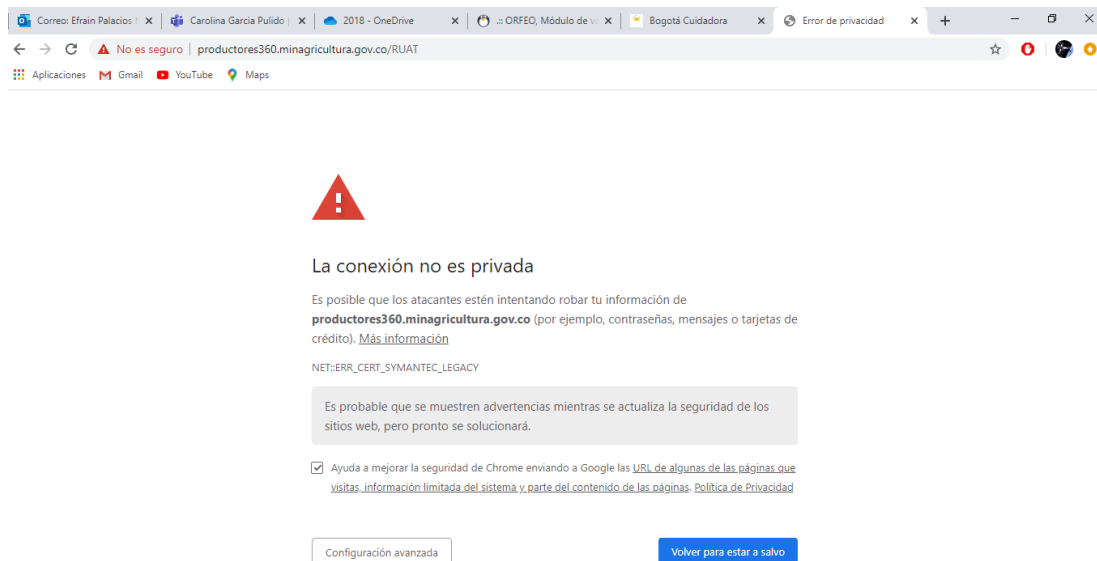 Correo: Efrain Palacios
Carolina Garcia Pulido |
2018 - OneDrive
.:: ORFEO, Módulo de v
Bogotá Cuidadora
Error de privacidad
No es seguro | productores360.minagricultura.gov.co/RUAT
Aplicaciones
Gmail
YouTube
Maps
La conexión no es privada
Es posible que los atacantes estén intentando robar tu información de
productores360.minagricultura.gov.co (por ejemplo, contraseñas, mensajes o tarjetas de
crédito). Más información
NET::ERR_CERT_SYMANTEC_LEGACY
Es probable que se muestren advertencias mientras se actualiza la seguridad de los
sitios web, pero pronto se solucionará.
Ayuda a mejorar la seguridad de Chrome enviando a Google las URL de algunas de las páginas que
visitas, información limitada del sistema y parte del contenido de las páginas. Política de Privacidad
Configuración avanzada
Volver para estar a salvo